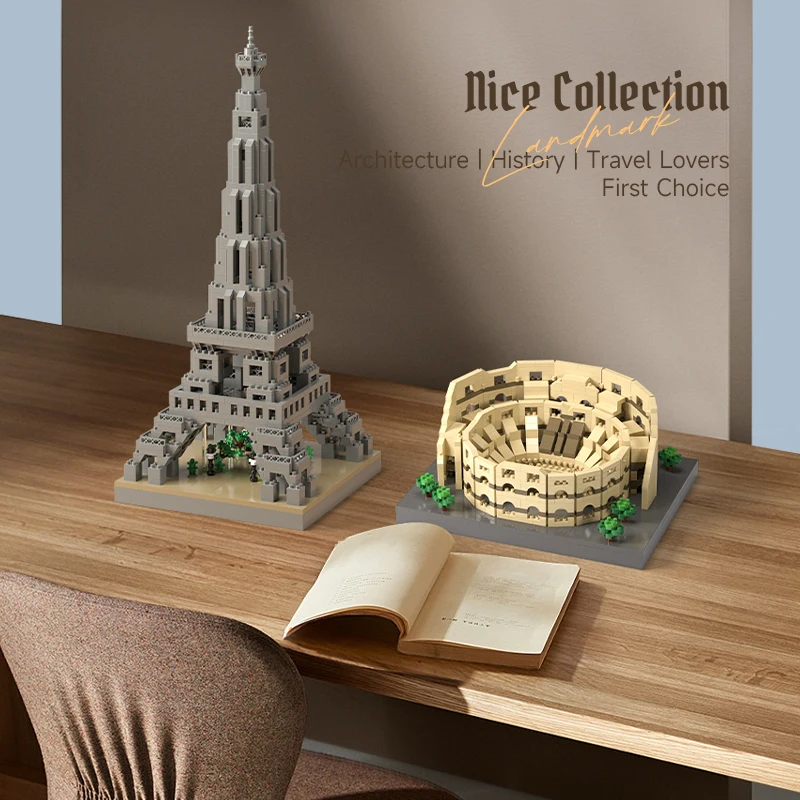 Nice Collection
Landmark
Architecture | History | Travel Lovers
First Choice